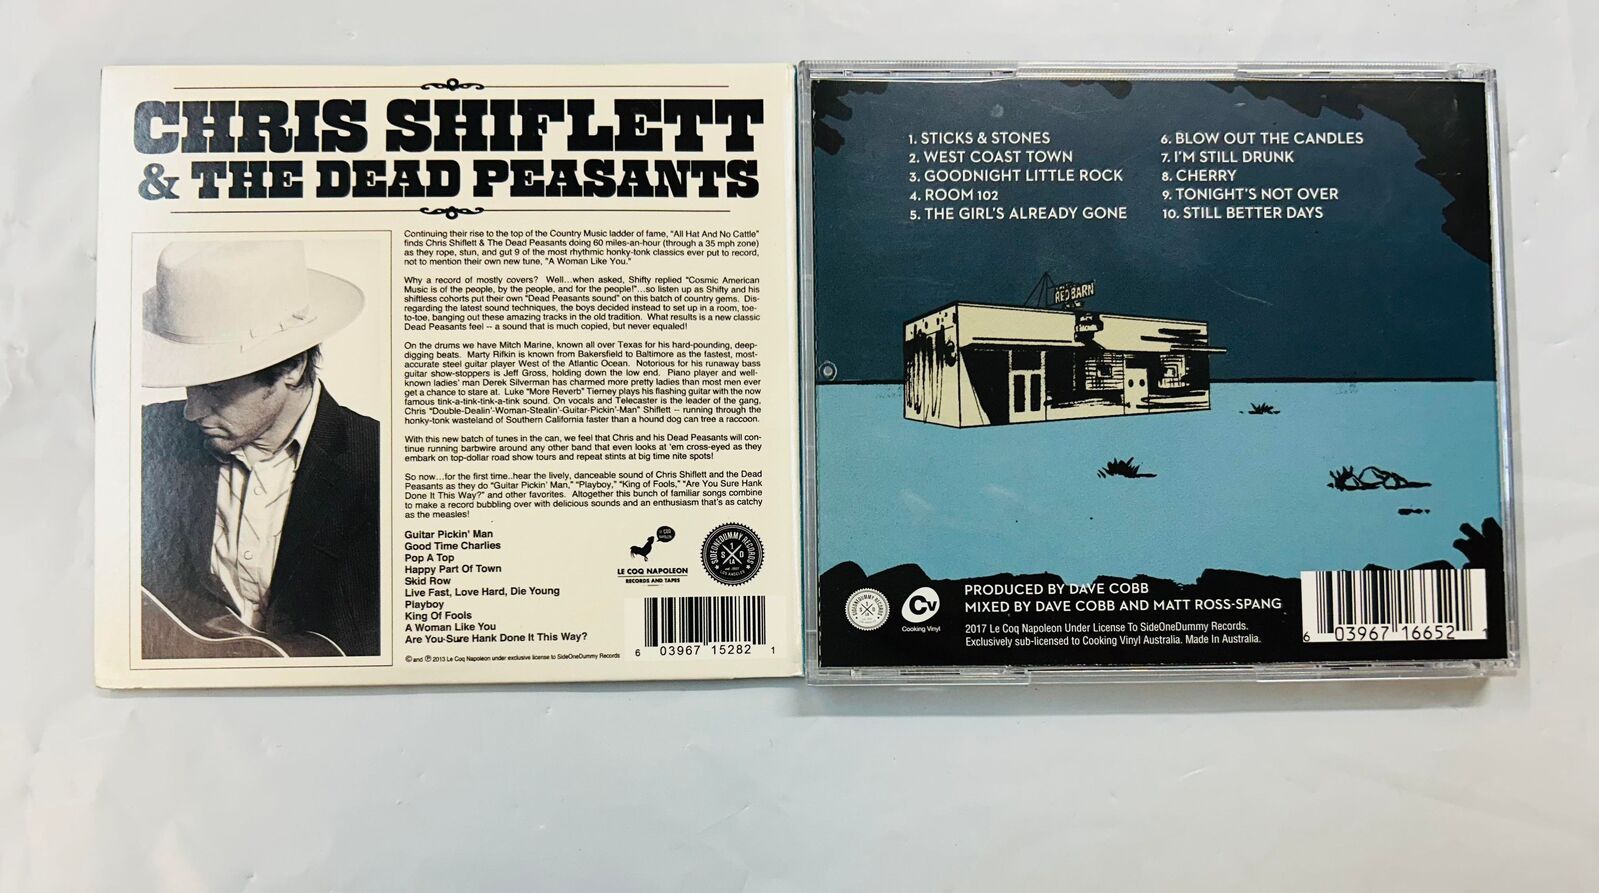 CHRIS SHIFLETT
& THE DEAD PEASANTS
Continuing their rise to the top of the Country Music ladder of fame, "All Hat And No Cattle"
finds Chris Shiflett & The Dead Peasants doing 60 miles-an-hour (through a 35 mph zone)
as they rope, stun, and gut 9 of the most rhythmic honky-tonk classics ever put to record,
not to mention their own new tune, "A Woman Like You."
Why a record of mostly covers? Well...when asked, Shifty replied "Cosmic American
Music is of the people, by the people, and for the people!"...so listen up as Shifty and his
shiftless cohorts put their own "Dead Peasants sound" on this batch of country gems. Dis-
regarding the latest sound techniques, the boys decided instead to set up in a room, toe-
to-toe, banging out these amazing tracks in the old tradition. What results is a new classic
Dead Peasants feel -- a sound that is much copied, but never equaled!
On the drums we have Mitch Marine, known all over Texas for his hard-pounding, deep-
digging beats. Marty Rifkin is known from Bakersfield to Baltimore as the fastest, most-
accurate steel guitar player West of the Atlantic Ocean. Notorious for his runaway bass
guitar show-stoppers is Jeff Gross, holding down the low end. Piano player and well-
known ladies' man Derek Silverman has charmed more pretty ladies than most men ever
get a chance to stare at. Luke "More Reverb" Tierney plays his flashing guitar with the now
famous tink-a-tink-tink-a-tink sound. On vocals and Telecaster is the leader of the gang,
Chris "Double-Dealin'-Woman-Stealin'-Guitar-Pickin'-Man" Shiflett -- running through the
honky-tonk wasteland of Southern California faster than a hound dog can tree a raccoon.
With this new batch of tunes in the can, we feel that Chris and his Dead Peasants will con-
tinue running barbwire around any other band that even looks at 'em cross-eyed as they
embark on top-dollar road show tours and repeat stints at big time nite spots!
So now...for the first time..hear the lively, danceable sound of Chris Shiflett and the Dead
Peasants as they do "Guitar Pickin' Man," "Playboy," "King of Fools," "Are You Sure Hank
Done It This Way?" and other favorites. Altogether this bunch of familiar songs combine
to make a record bubbling over with delicious sounds and an enthusiasm that's as catchy
as the measles!
Guitar Pickin' Man
Good Time Charlies
Pop A Top
Happy Part Of Town
Skid Row
Live Fast, Love Hard, Die Young
Playboy
King Of Fools
A Woman Like You
Are You Sure Hank Done It This Way?
© and ℗ 2013 Le Coq Napoleon under exclusive license to SideOneDummy Records
LE COQ NAPOLEON
LE COQ NAPOLEON
RECORDS AND TAPES
SIDEONEDUMMY RECORDS
1
S D
LA
LOS ANGELES
6 03967 15282 1
1. STICKS & STONES
2. WEST COAST TOWN
3. GOODNIGHT LITTLE ROCK
4. ROOM 102
5. THE GIRL'S ALREADY GONE
6. BLOW OUT THE CANDLES
7. I'M STILL DRUNK
8. CHERRY
9. TONIGHT'S NOT OVER
10. STILL BETTER DAYS
RED BARN
SIDEONEDUMMY RECORDS
CV
Cooking Vinyl
PRODUCED BY DAVE COBB
MIXED BY DAVE COBB AND MATT ROSS-SPANG
2017 Le Coq Napoleon Under License To SideOneDummy Records.
Exclusively sub-licensed to Cooking Vinyl Australia. Made In Australia.
6 03967 16652 1